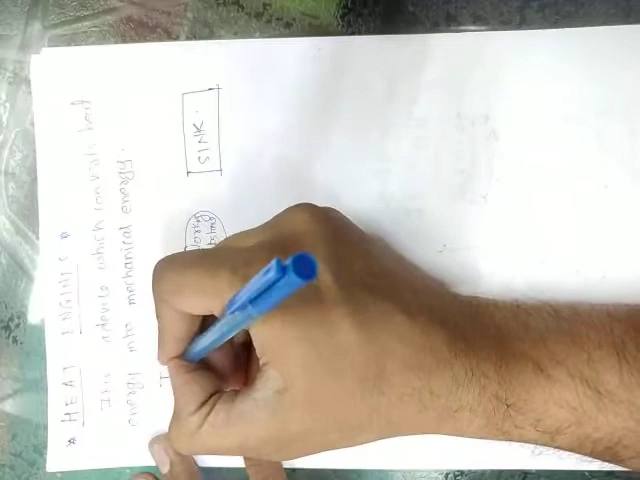 * HEAT ENGINES *
It is a device which converts heat
energy into mechanical energy.
SINK.